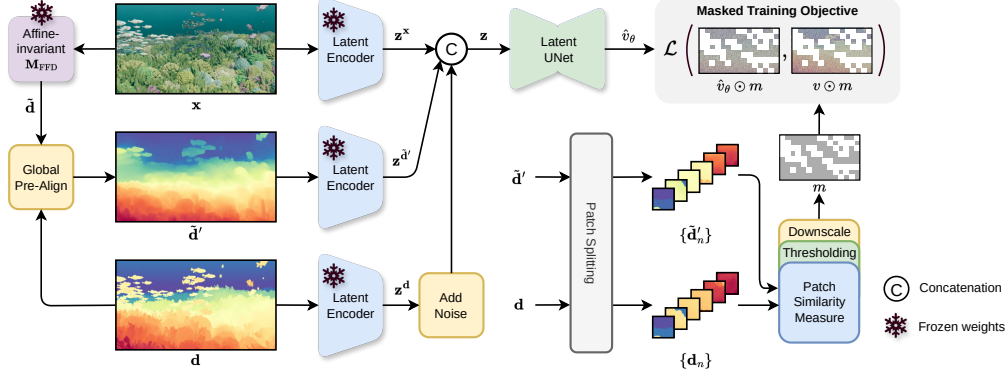 Affine-
invariant
M_FFD
x
d̃
Latent
Encoder
z^x
C
z
Latent
UNet
v̂_θ
Masked Training Objective
ℒ ( , )
v̂_θ ⊙ m
v ⊙ m
Global
Pre-Align
d̃′
Latent
Encoder
z^d̃′
d
Latent
Encoder
z^d
Add
Noise
d̃′
d
Patch Splitting
{d̃′_n}
{d_n}
m
Downscale
Thresholding
Patch
Similarity
Measure
C Concatenation
Frozen weights